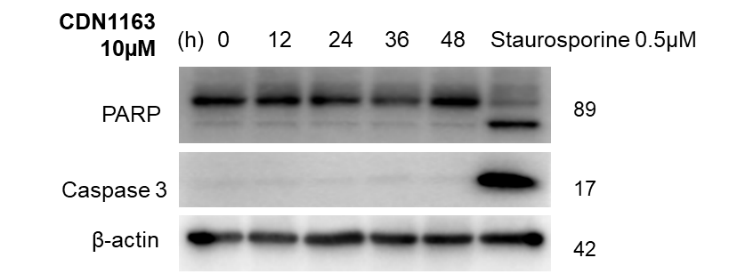 CDN1163
10µM (h) 0 12 24 36 48 Staurosporine 0.5µM
PARP 89
Caspase 3 17
β-actin 42